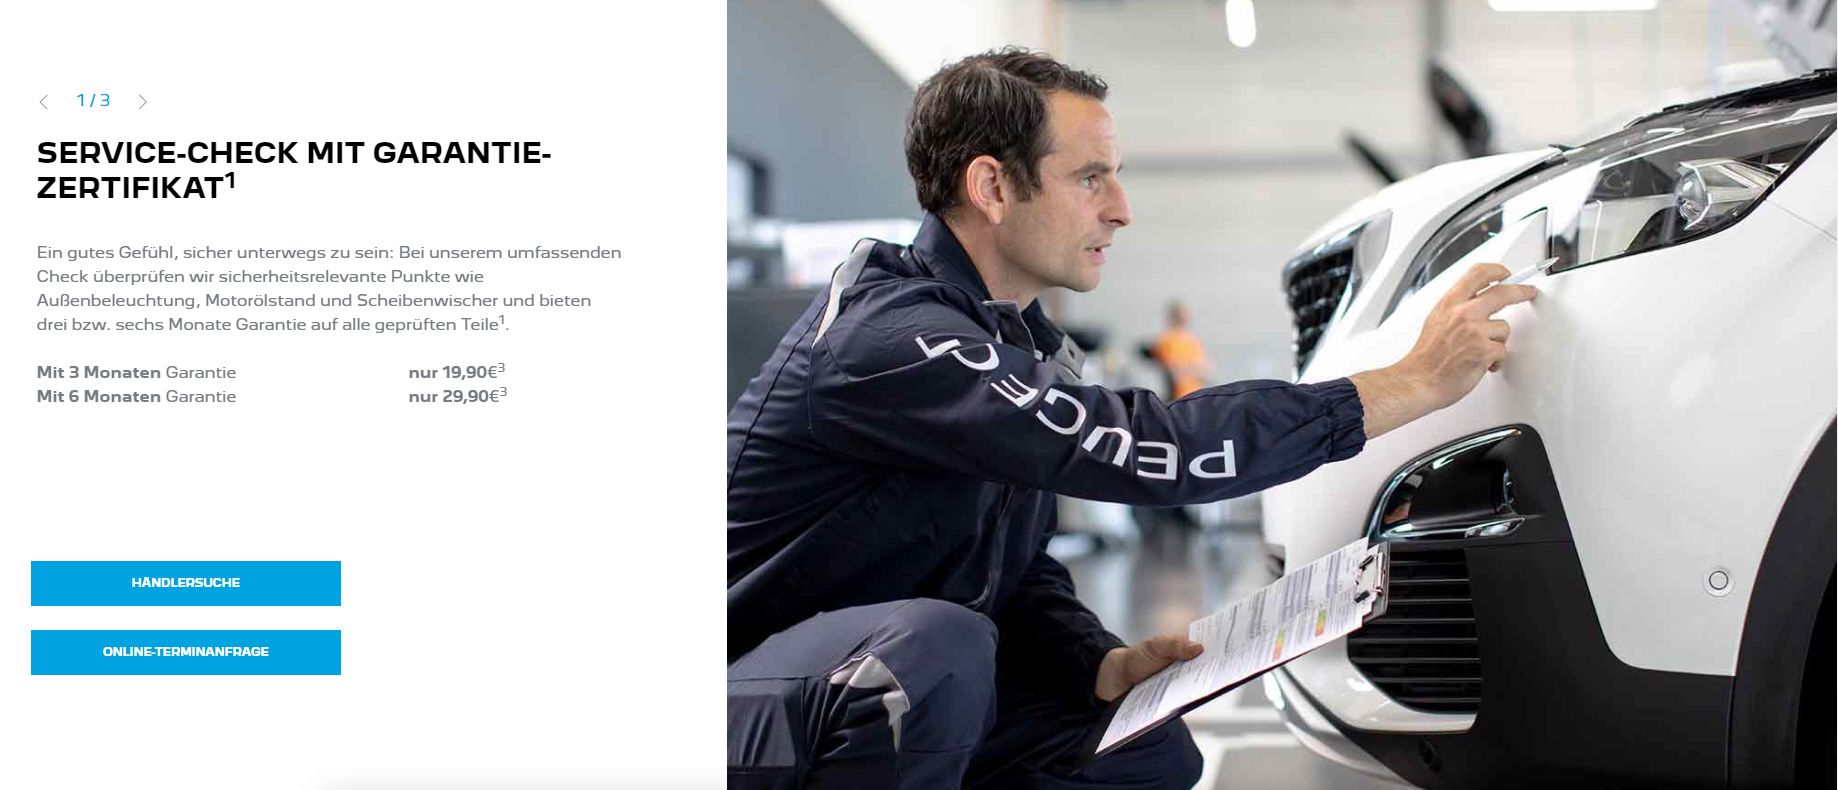 1 / 3
SERVICE-CHECK MIT GARANTIE-
ZERTIFIKAT¹
Ein gutes Gefühl, sicher unterwegs zu sein: Bei unserem umfassenden
Check überprüfen wir sicherheitsrelevante Punkte wie
Außenbeleuchtung, Motorölstand und Scheibenwischer und bieten
drei bzw. sechs Monate Garantie auf alle geprüften Teile¹.
Mit 3 Monaten Garantie nur 19,90€³
Mit 6 Monaten Garantie nur 29,90€³
HÄNDLERSUCHE
ONLINE-TERMINANFRAGE
PEUGEOT